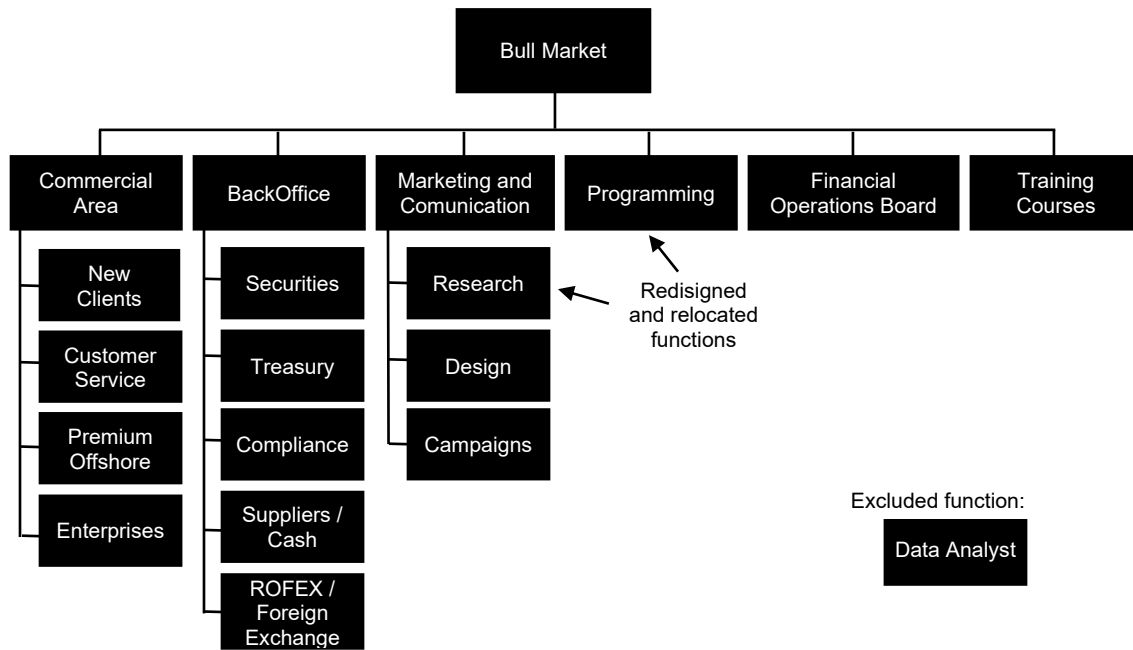 Bull Market
Commercial
Area
BackOffice
Marketing and
Comunication
Programming
Financial
Operations Board
Training
Courses
New
Clients
Customer
Service
Premium
Offshore
Enterprises
Securities
Treasury
Compliance
Suppliers /
Cash
ROFEX /
Foreign
Exchange
Research
Design
Campaigns
Redisigned
and relocated
functions
Excluded function:
Data Analyst